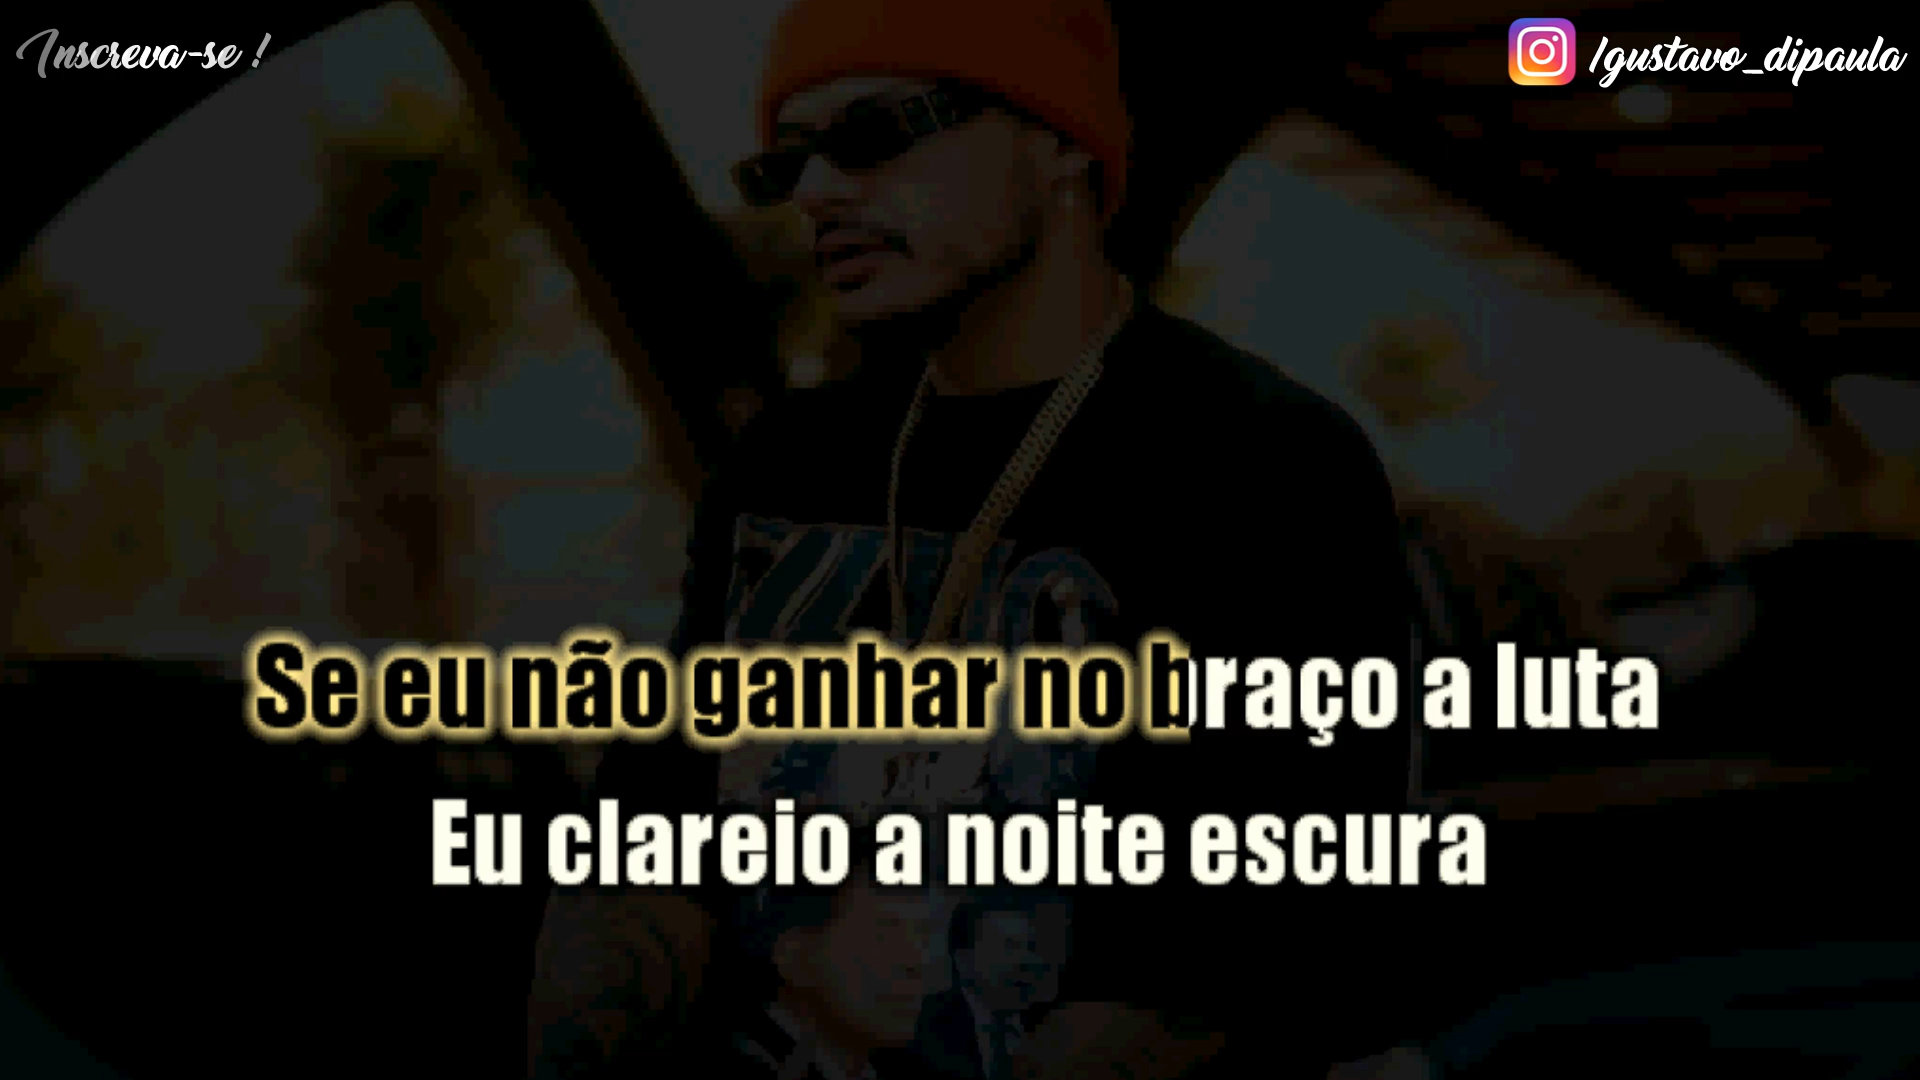 Inscreva-se !
/gustavo_dipaula
Se eu não ganhar no braço a luta
Eu clareio a noite escura